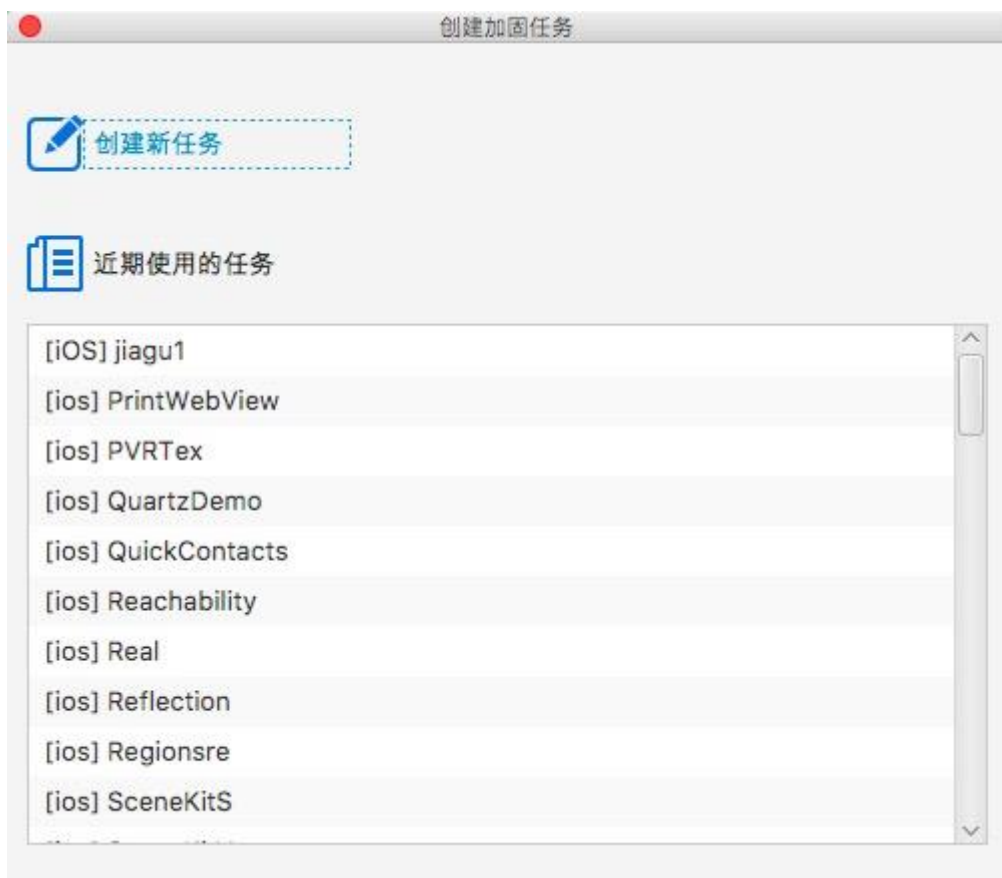 创建加固任务
创建新任务
近期使用的任务
[iOS] jiagu1
[ios] PrintWebView
[ios] PVRTex
[ios] QuartzDemo
[ios] QuickContacts
[ios] Reachability
[ios] Real
[ios] Reflection
[ios] Regionsre
[ios] SceneKitS